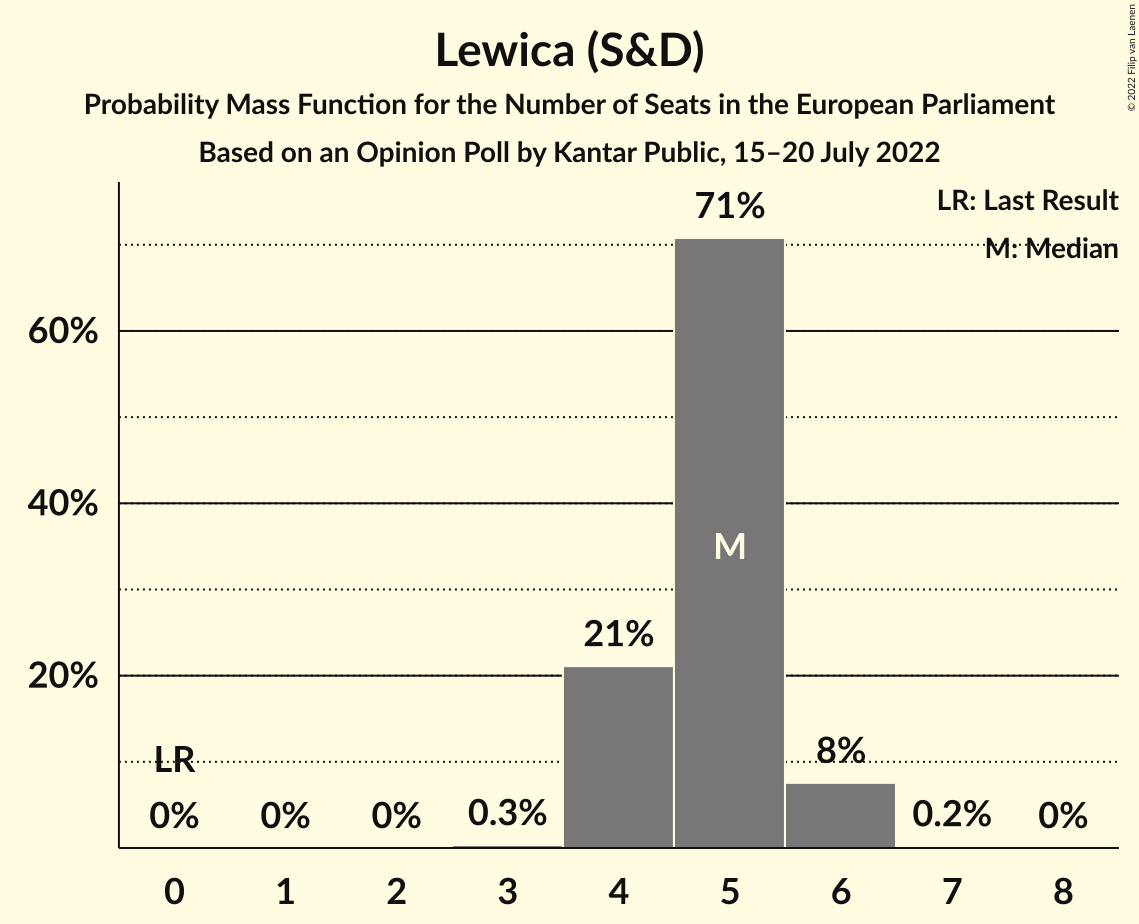 Lewica (S&D)
Probability Mass Function for the Number of Seats in the European Parliament
Based on an Opinion Poll by Kantar Public, 15–20 July 2022
© 2022 Filip van Laenen
LR: Last Result
M: Median
71%
60%
40%
M
21%
20%
LR
8%
0%
0%
0%
0.3%
0.2%
0%
0
1
2
3
4
5
6
7
8